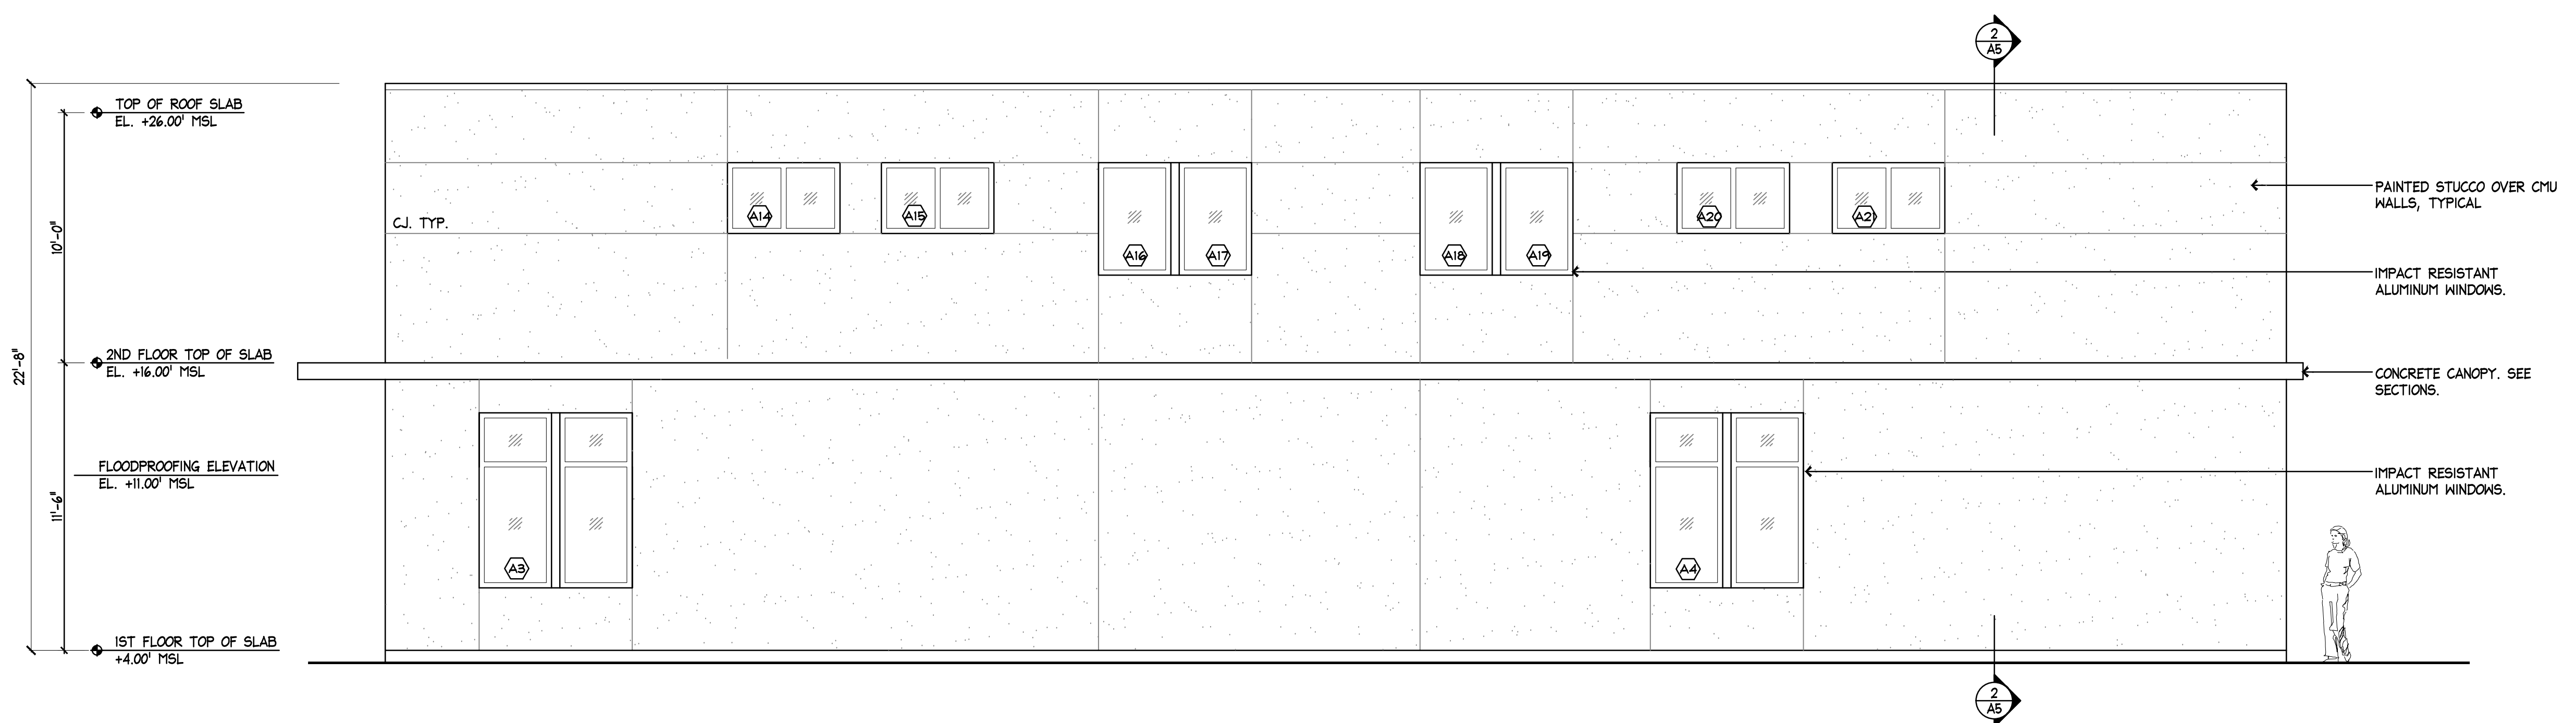 2
A5
TOP OF ROOF SLAB
EL. +26.00' MSL
10'-0"
CJ. TYP.
A14
A15
A16
A17
A18
A19
A20
A21
PAINTED STUCCO OVER CMU
WALLS, TYPICAL
IMPACT RESISTANT
ALUMINUM WINDOWS.
22'-8"
2ND FLOOR TOP OF SLAB
EL. +16.00' MSL
CONCRETE CANOPY. SEE
SECTIONS.
FLOODPROOFING ELEVATION
EL. +11.00' MSL
11'-6"
IMPACT RESISTANT
ALUMINUM WINDOWS.
A3
A4
1ST FLOOR TOP OF SLAB
+4.00' MSL
2
A5